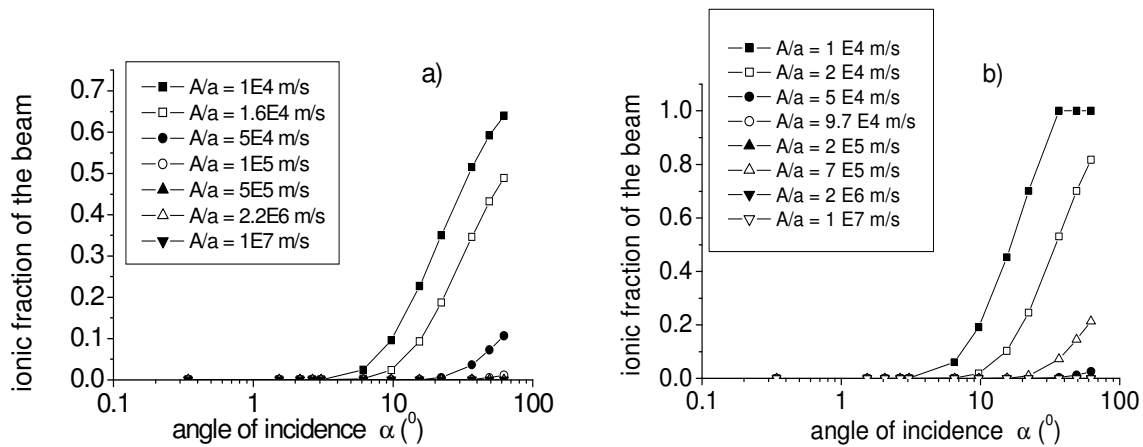 a)
A/a = 1E4 m/s
A/a = 1.6E4 m/s
A/a = 5E4 m/s
A/a = 1E5 m/s
A/a = 5E5 m/s
A/a = 2.2E6 m/s
A/a = 1E7 m/s
ionic fraction of the beam
0.7
0.6
0.5
0.4
0.3
0.2
0.1
0.0
0.1 1 10 100
angle of incidence α (⁰)
b)
A/a = 1 E4 m/s
A/a = 2 E4 m/s
A/a = 5 E4 m/s
A/a = 9.7 E4 m/s
A/a = 2 E5 m/s
A/a = 7 E5 m/s
A/a = 2 E6 m/s
A/a = 1 E7 m/s
ionic fraction of the beam
1.0
0.8
0.6
0.4
0.2
0.0
0.1 1 10 100
angle of incidence α (⁰)